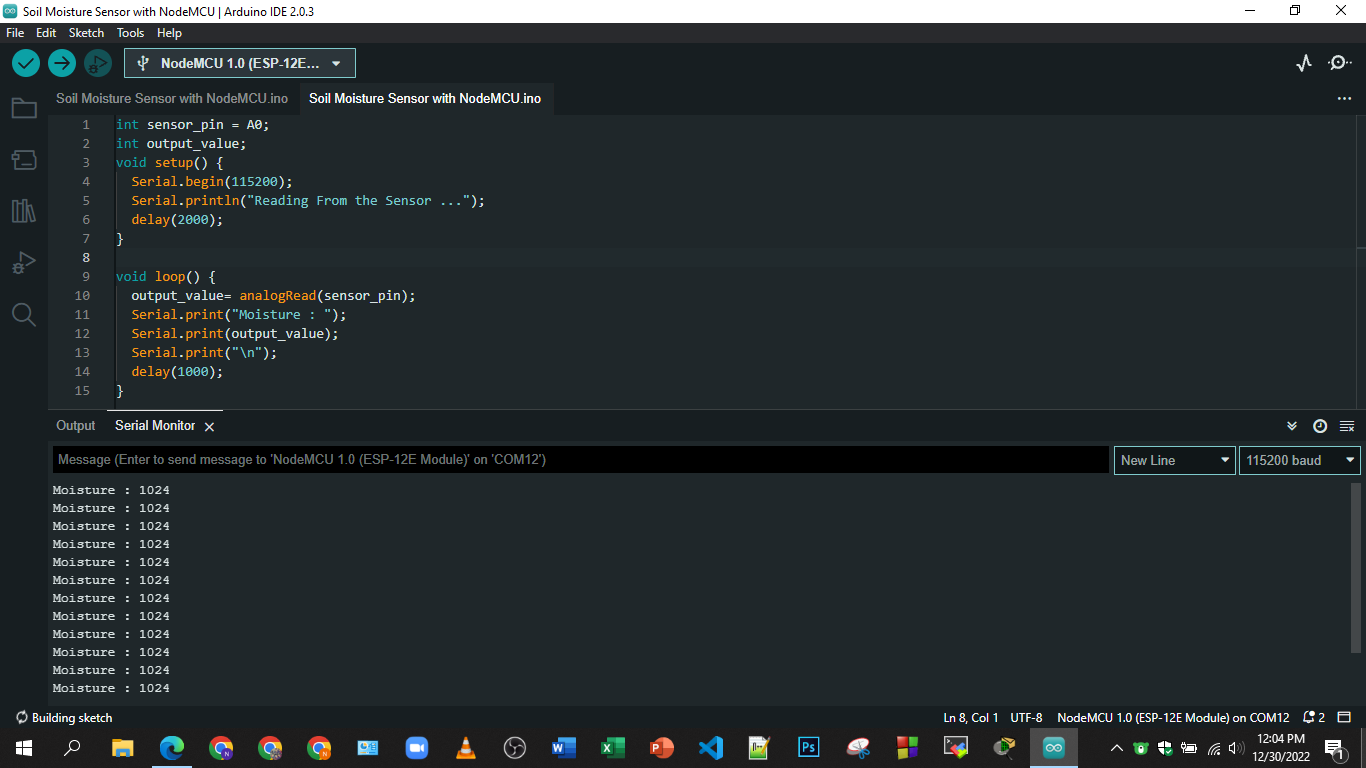 Soil Moisture Sensor with NodeMCU | Arduino IDE 2.0.3
File Edit Sketch Tools Help
NodeMCU 1.0 (ESP-12E...
Soil Moisture Sensor with NodeMCU.ino Soil Moisture Sensor with NodeMCU.ino
1 int sensor_pin = A0;
2 int output_value;
3 void setup() {
4 Serial.begin(115200);
5 Serial.println("Reading From the Sensor ...");
6 delay(2000);
7 }
8
9 void loop() {
10 output_value= analogRead(sensor_pin);
11 Serial.print("Moisture : ");
12 Serial.print(output_value);
13 Serial.print("\n");
14 delay(1000);
15 }
Output Serial Monitor
Message (Enter to send message to 'NodeMCU 1.0 (ESP-12E Module)' on 'COM12') New Line 115200 baud
Moisture : 1024
Moisture : 1024
Moisture : 1024
Moisture : 1024
Moisture : 1024
Moisture : 1024
Moisture : 1024
Moisture : 1024
Moisture : 1024
Moisture : 1024
Moisture : 1024
Moisture : 1024
Building sketch Ln 8, Col 1 UTF-8 NodeMCU 1.0 (ESP-12E Module) on COM12 2
12:04 PM
12/30/2022
1